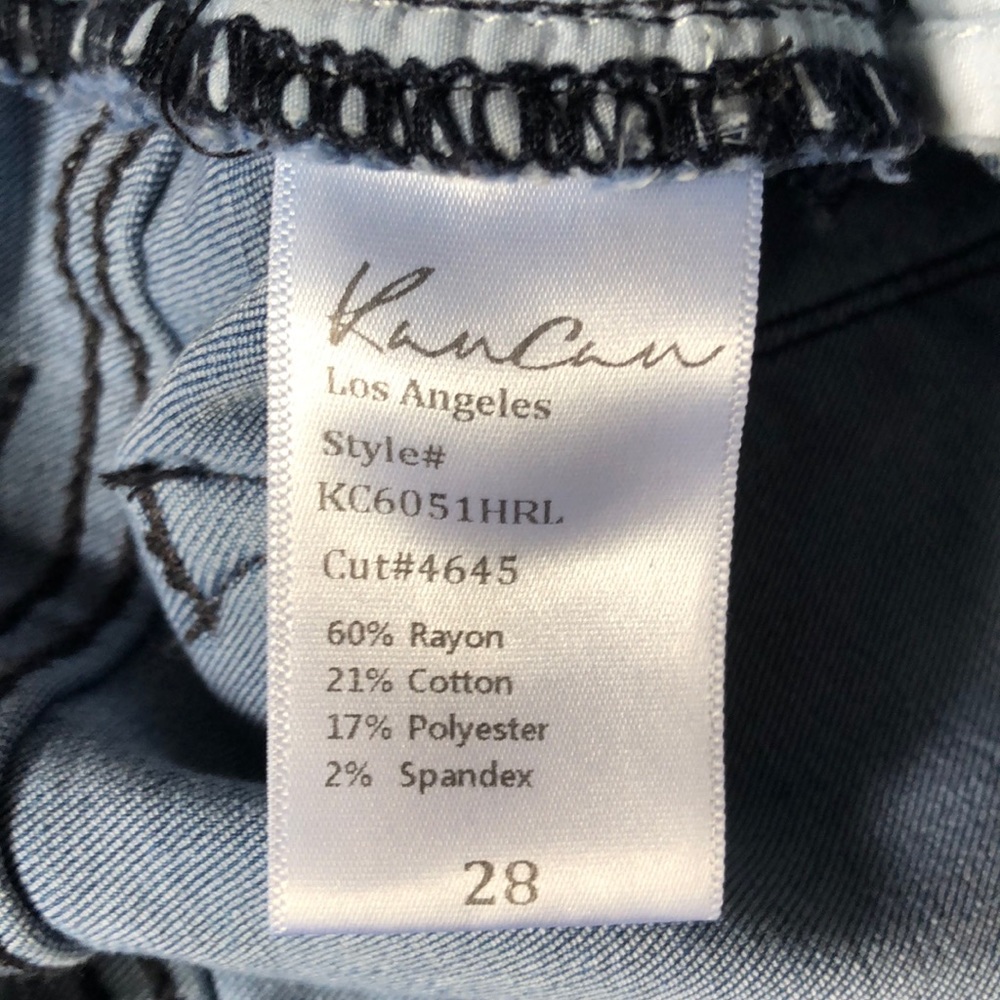 KanCan
Los Angeles
Style#
KC6051HRL
Cut#4645
60% Rayon
21% Cotton
17% Polyester
2% Spandex
28